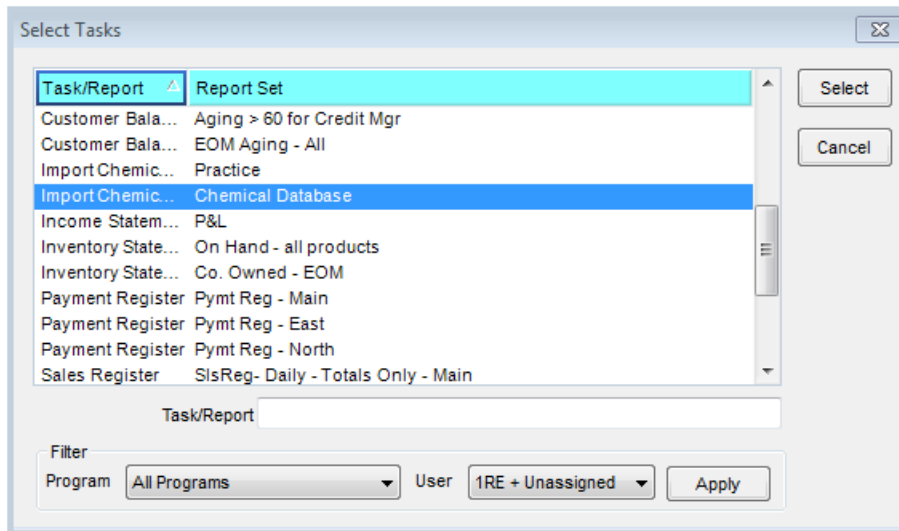 Select Tasks
Task/Report Report Set
Select
Customer Bala... Aging > 60 for Credit Mgr
Customer Bala... EOM Aging - All
Cancel
Import Chemic... Practice
Import Chemic... Chemical Database
Income Statem... P&L
Inventory State... On Hand - all products
Inventory State... Co. Owned - EOM
Payment Register Pymt Reg - Main
Payment Register Pymt Reg - East
Payment Register Pymt Reg - North
Sales Register SlsReg- Daily - Totals Only - Main
Task/Report
Filter
Program All Programs User 1RE + Unassigned Apply